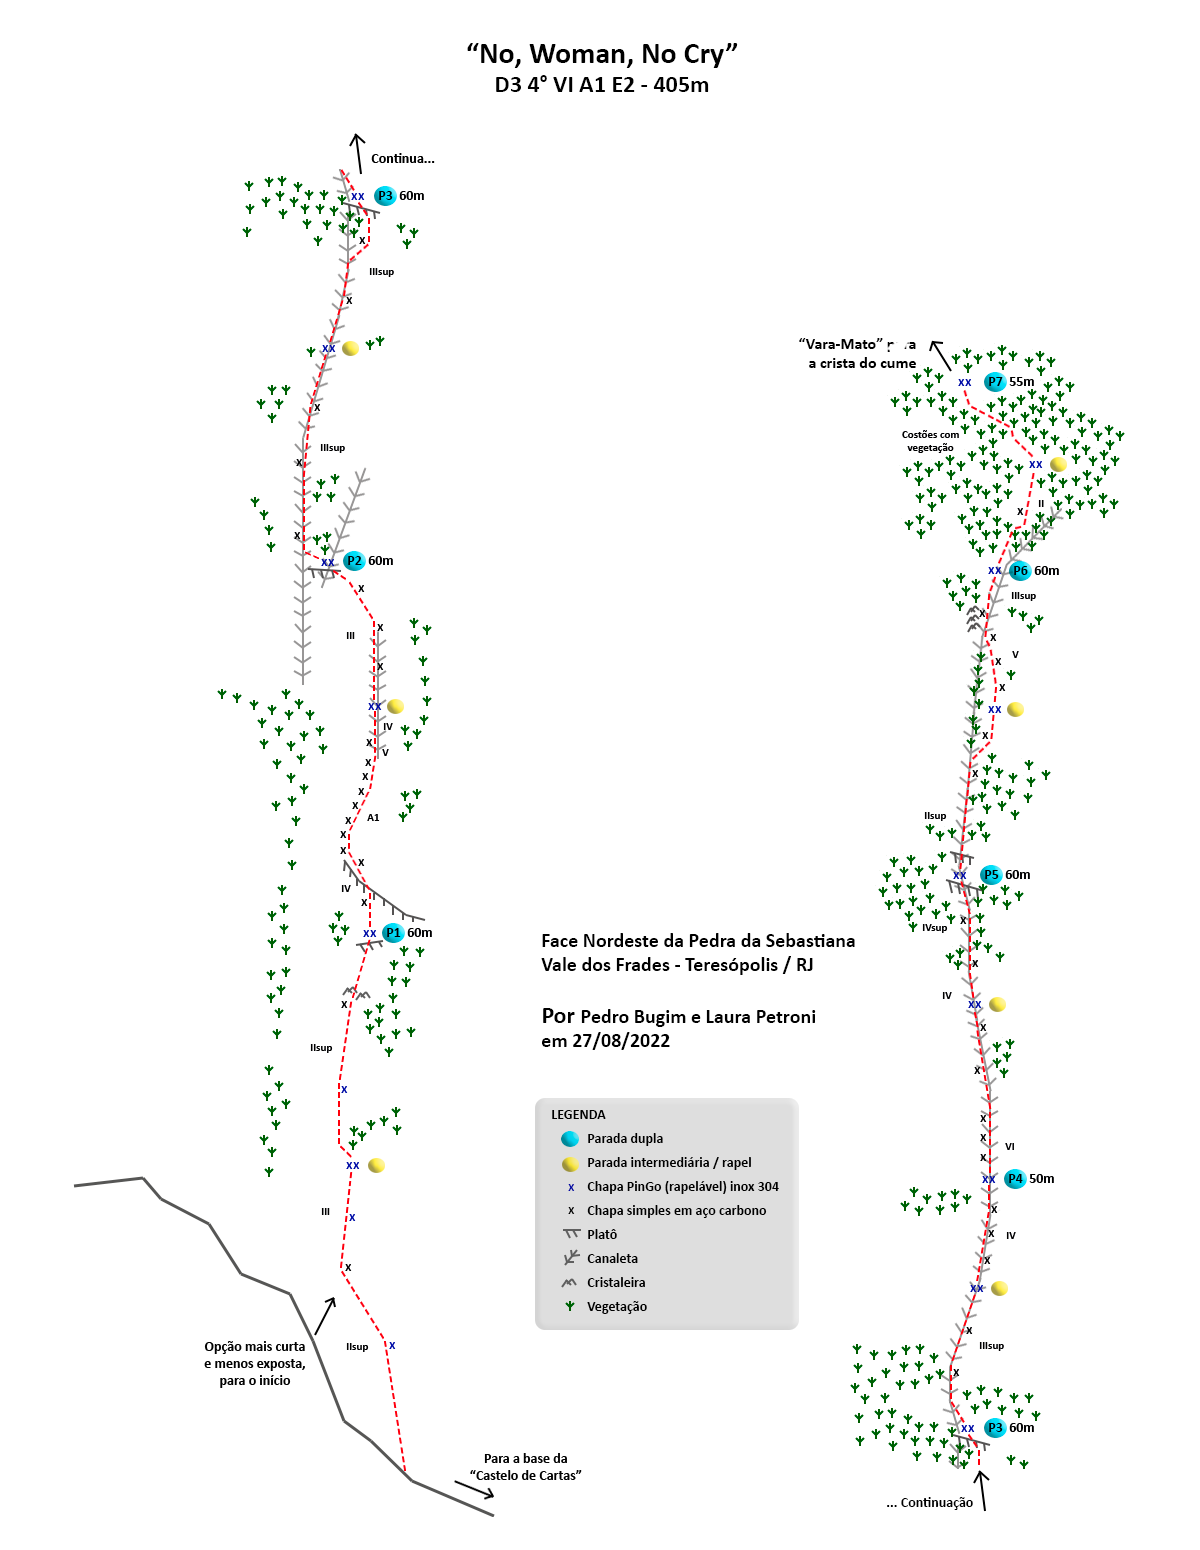 “No, Woman, No Cry”
D3 4° VI A1 E2 - 405m
Continua...
xx P3 60m
x
IIIsup
x
xx
x
IIIsup
x
x
xx P2 60m
x
x
III
x
xx
IV
x
V
x
x
x
x
x
A1
x
x
x
IV
x
xx P1 60m
x
IIsup
x
xx
III
x
x
Opção mais curta
e menos exposta,
para o início
IIsup
x
Para a base da
“Castelo de Cartas”
“Vara-Mato”
a crista do cume
xx P7 55m
Costões com
vegetação
xx
II
x
xx P6 60m
IIIsup
x
x
V
x
x
xx
x
x
IIsup
xx P5 60m
x
IVsup
x
IV
xx
x
x
x
x
VI
x
xx P4 50m
x
x
IV
x
xx
x
IIIsup
x
xx P3 60m
... Continuação
Face Nordeste da Pedra da Sebastiana
Vale dos Frades - Teresópolis / RJ
Por Pedro Bugim e Laura Petroni
em 27/08/2022
LEGENDA
Parada dupla
Parada intermediária / rapel
x Chapa PinGo (rapelável) inox 304
x Chapa simples em aço carbono
Platô
Canaleta
Cristaleira
Vegetação